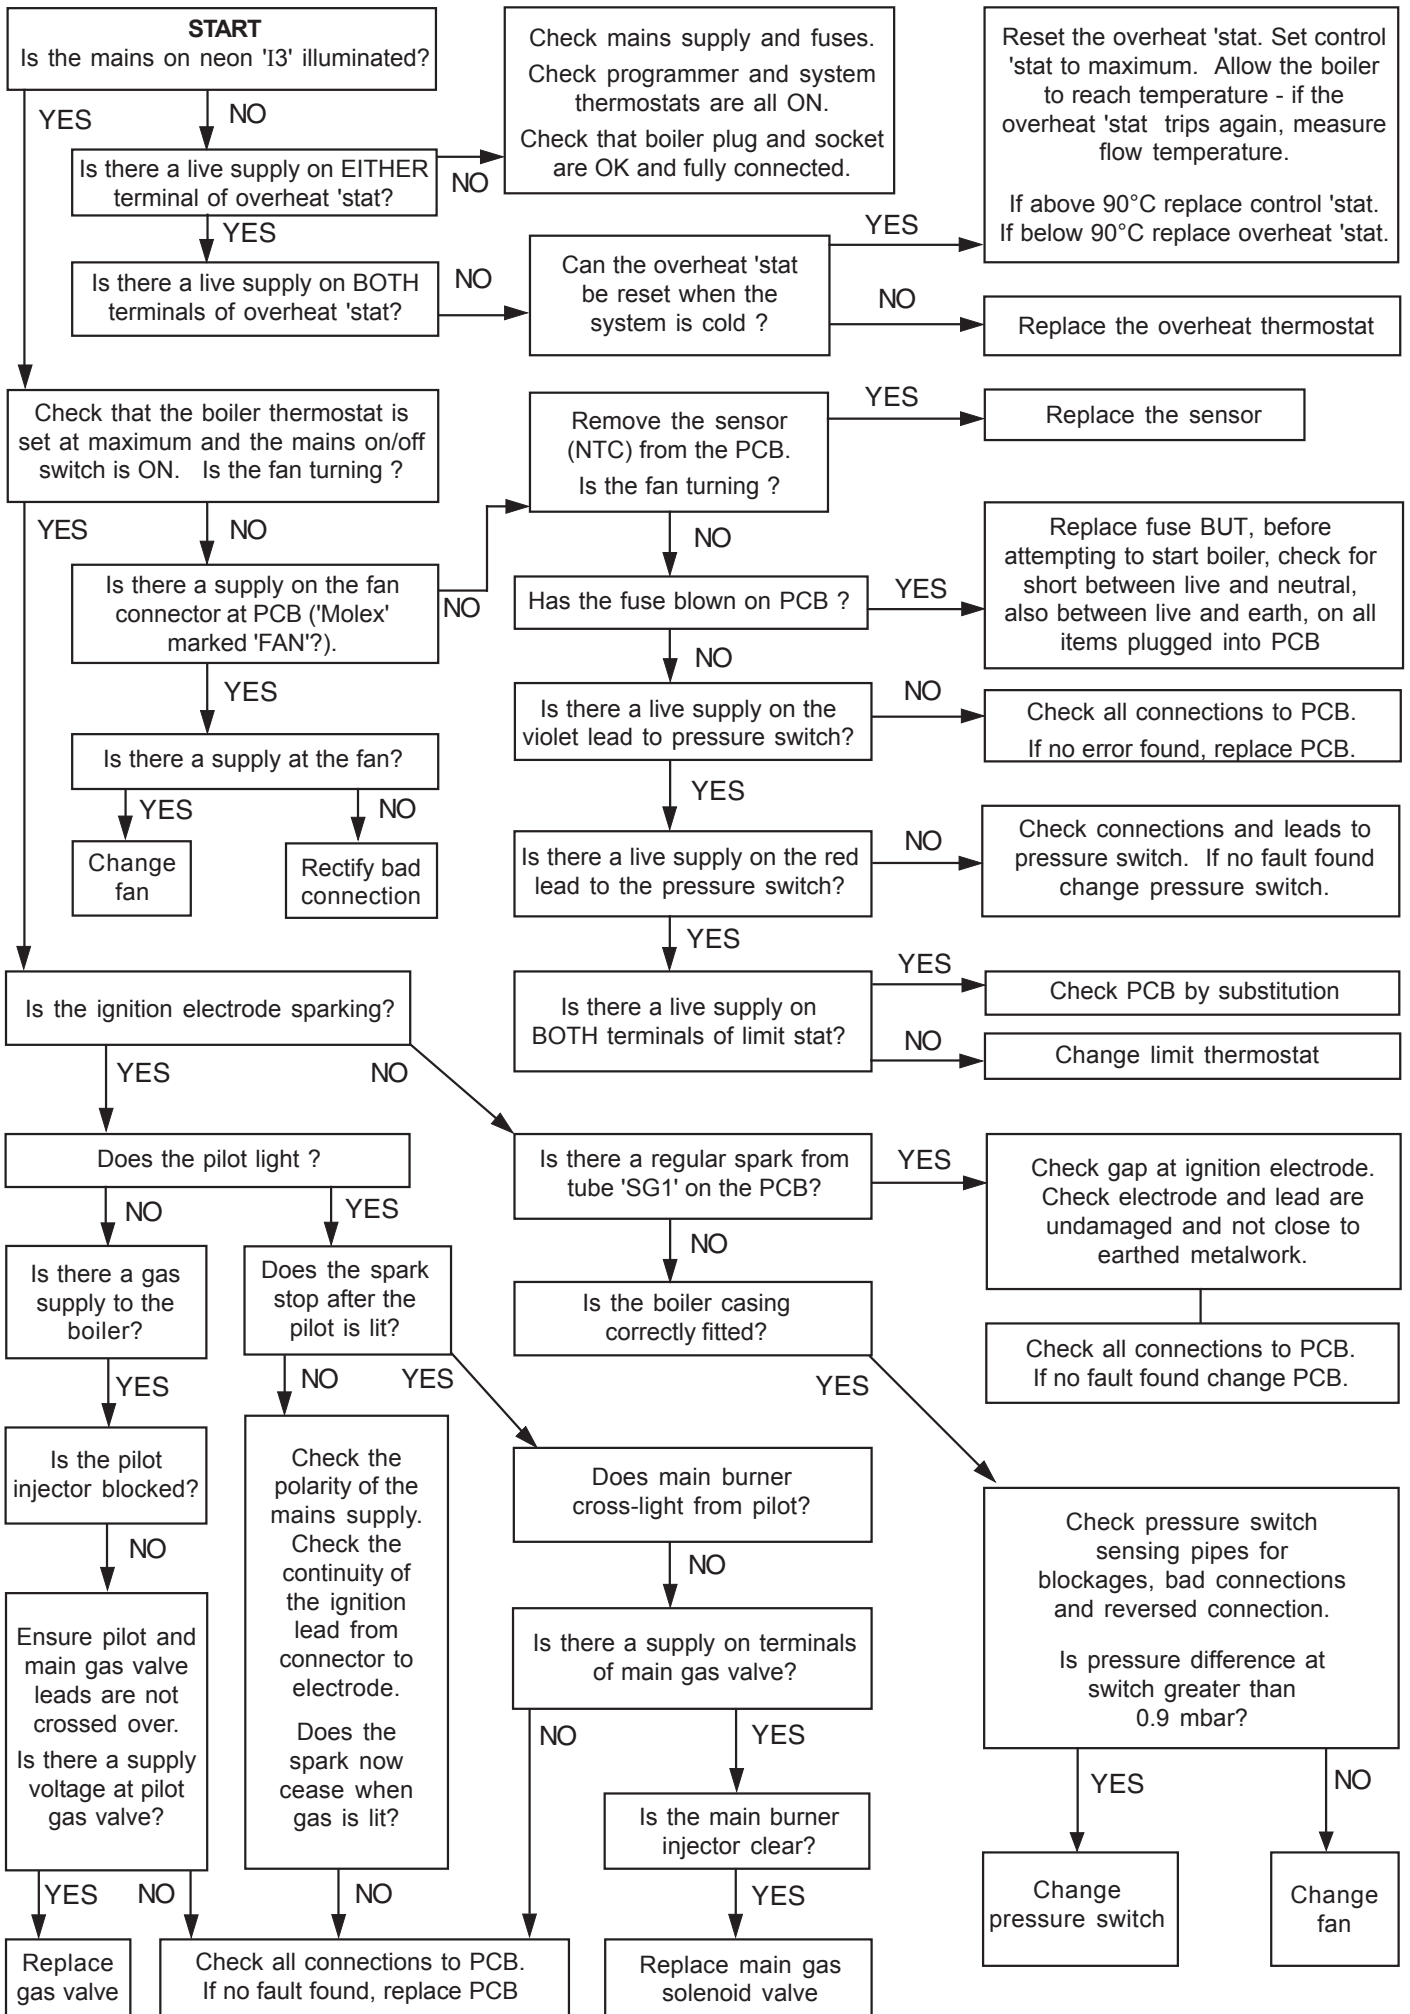 START
Is the mains on neon 'I3' illuminated?
YES
NO
Is there a live supply on EITHER
terminal of overheat 'stat?
NO
Check mains supply and fuses.
Check programmer and system
thermostats are all ON.
Check that boiler plug and socket
are OK and fully connected.
YES
Is there a live supply on BOTH
terminals of overheat 'stat?
NO
Can the overheat 'stat
be reset when the
system is cold ?
YES
Reset the overheat 'stat. Set control
'stat to maximum. Allow the boiler
to reach temperature - if the
overheat 'stat trips again, measure
flow temperature.
If above 90°C replace control 'stat.
If below 90°C replace overheat 'stat.
NO
Replace the overheat thermostat
Check that the boiler thermostat is
set at maximum and the mains on/off
switch is ON. Is the fan turning ?
YES
NO
Is there a supply on the fan
connector at PCB ('Molex'
marked 'FAN'?).
NO
YES
Is there a supply at the fan?
YES
NO
Change
fan
Rectify bad
connection
Remove the sensor
(NTC) from the PCB.
Is the fan turning ?
YES
Replace the sensor
NO
Has the fuse blown on PCB ?
YES
Replace fuse BUT, before
attempting to start boiler, check for
short between live and neutral,
also between live and earth, on all
items plugged into PCB
NO
Is there a live supply on the
violet lead to pressure switch?
NO
Check all connections to PCB.
If no error found, replace PCB.
YES
Is there a live supply on the red
lead to the pressure switch?
NO
Check connections and leads to
pressure switch. If no fault found
change pressure switch.
YES
Is there a live supply on
BOTH terminals of limit stat?
YES
Check PCB by substitution
NO
Change limit thermostat
Is the ignition electrode sparking?
YES
NO
Does the pilot light ?
NO
YES
Is there a regular spark from
tube 'SG1' on the PCB?
YES
Check gap at ignition electrode.
Check electrode and lead are
undamaged and not close to
earthed metalwork.
Check all connections to PCB.
If no fault found change PCB.
NO
Is the boiler casing
correctly fitted?
YES
Check pressure switch
sensing pipes for
blockages, bad connections
and reversed connection.
Is pressure difference at
switch greater than
0.9 mbar?
YES
NO
Change
pressure switch
Change
fan
Is there a gas
supply to the
boiler?
YES
Is the pilot
injector blocked?
NO
Ensure pilot and
main gas valve
leads are not
crossed over.
Is there a supply
voltage at pilot
gas valve?
YES
NO
Replace
gas valve
Does the spark
stop after the
pilot is lit?
NO
YES
Check the
polarity of the
mains supply.
Check the
continuity of
the ignition
lead from
connector to
electrode.
Does the
spark now
cease when
gas is lit?
NO
Check all connections to PCB.
If no fault found, replace PCB
Does main burner
cross-light from pilot?
NO
Is there a supply on terminals
of main gas valve?
NO
YES
Is the main burner
injector clear?
YES
Replace main gas
solenoid valve